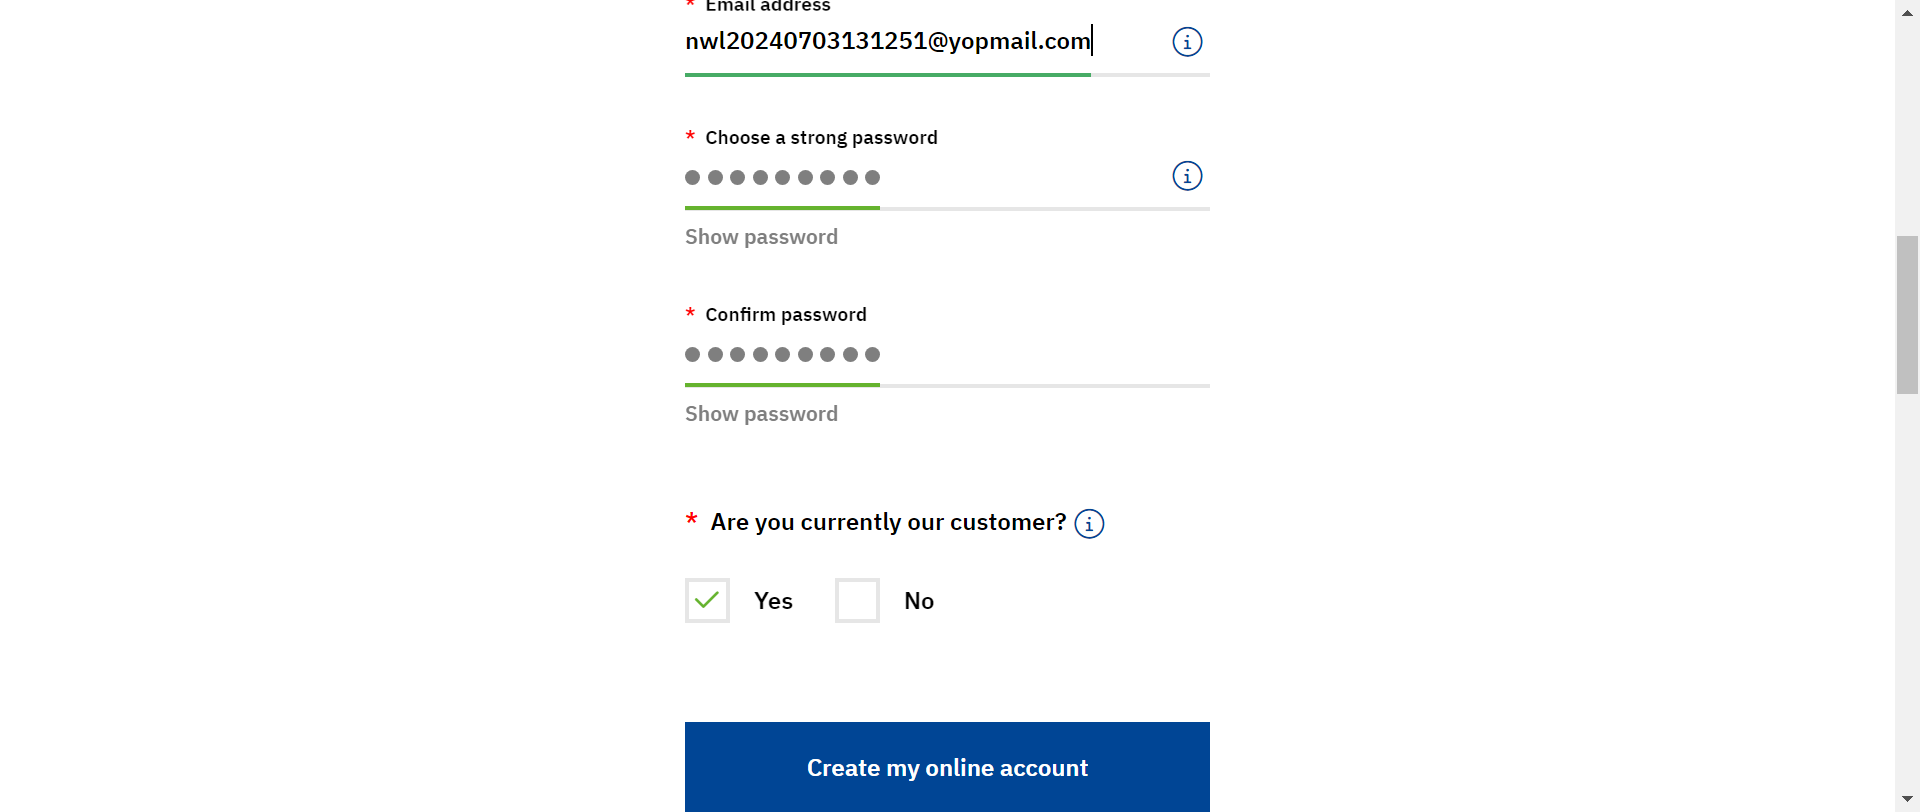 * Email address
nwl20240703131251@yopmail.com
* Choose a strong password
Show password
* Confirm password
Show password
* Are you currently our customer?
Yes No
Create my online account